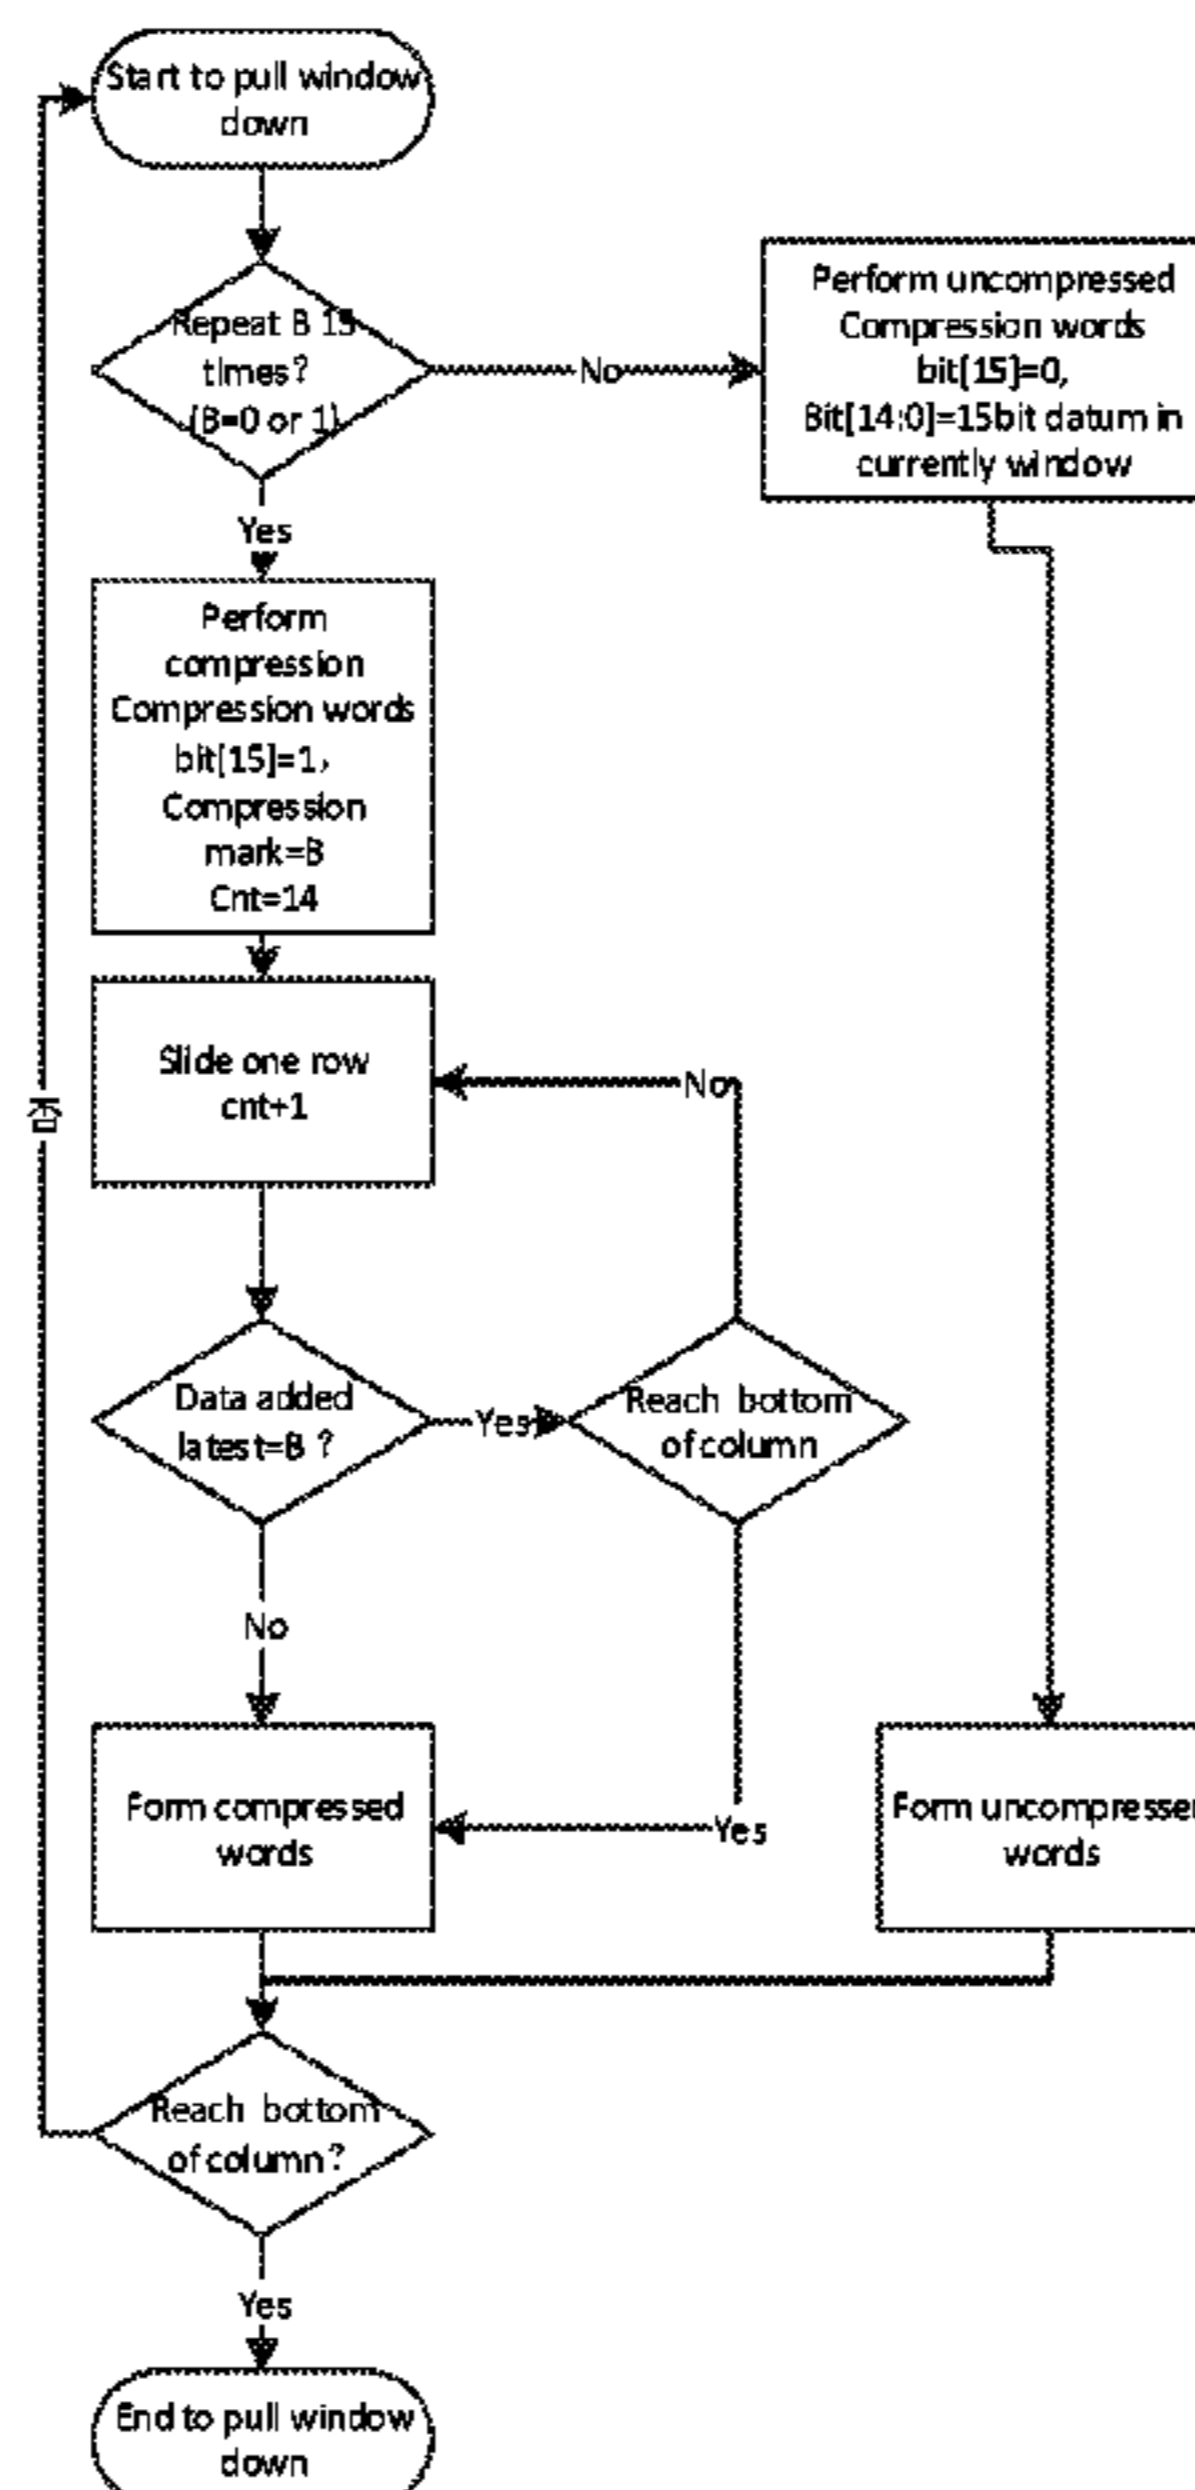 Start to pull window
down
Repeat B 15
times?
(B=0 or 1)
No
Perform uncompressed
Compression words
bit[15]=0,
Bit[14:0]=15bit datum in
currently window
Yes
Perform
compression
Compression words
bit[15]=1,
Compression
mark=B
Cnt=14
Slide one row
cnt+1
No
否
Data added
latest=B ?
Yes
Reach bottom
of column
No
Form compressed
words
Yes
Form uncompresse
words
Reach bottom
of column?
Yes
End to pull window
down